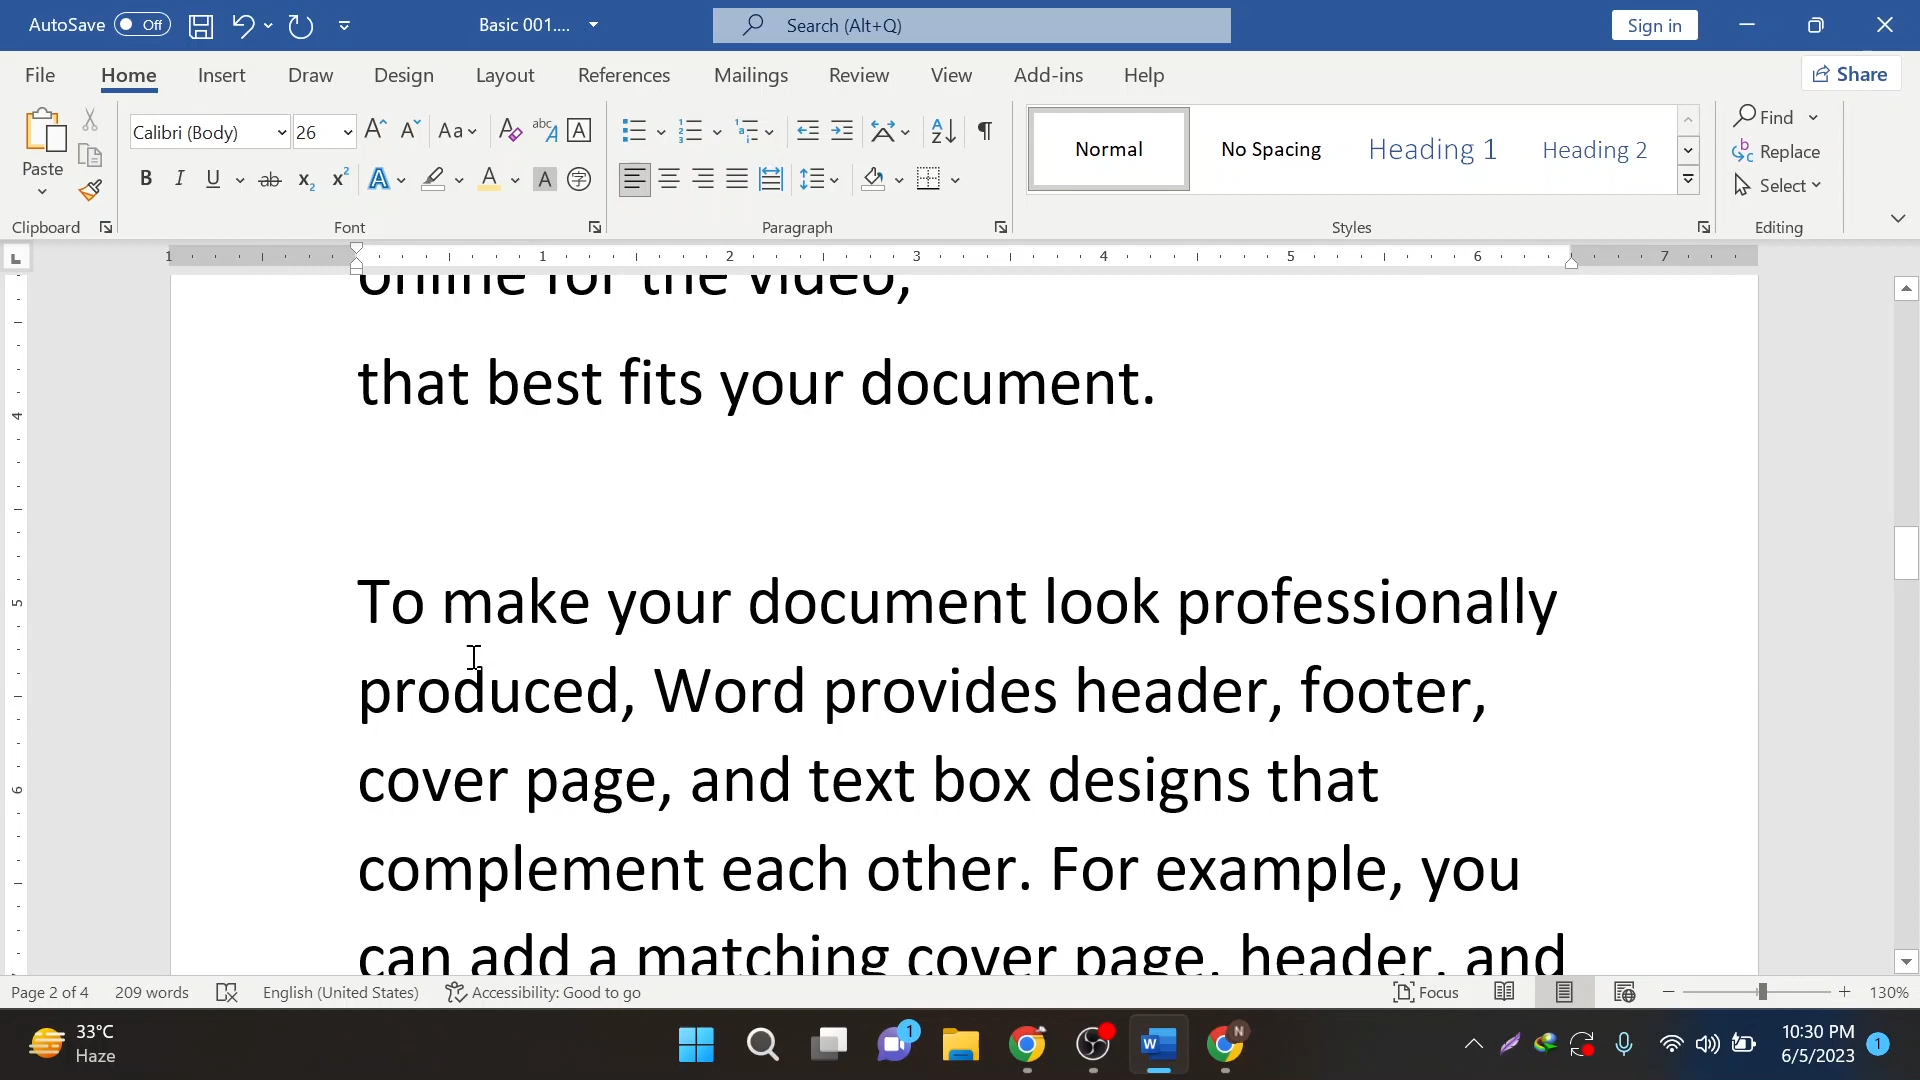 AutoSave Off Basic 001.... Search (Alt+Q) Sign in
File Home Insert Draw Design Layout References Mailings Review View Add-ins Help Share
Paste Calibri (Body) 26 Aa Normal No Spacing Heading 1 Heading 2 Find Replace Select
Clipboard Font Paragraph Styles Editing
1 1 2 3 4 5 6 7
online for the video,
that best fits your document.
To make your document look professionally
produced, Word provides header, footer,
cover page, and text box designs that
complement each other. For example, you
can add a matching cover page, header, and
4
5
6
Page 2 of 4 209 words English (United States) Accessibility: Good to go Focus 130%
33°C
Haze
10:30 PM
6/5/2023
1